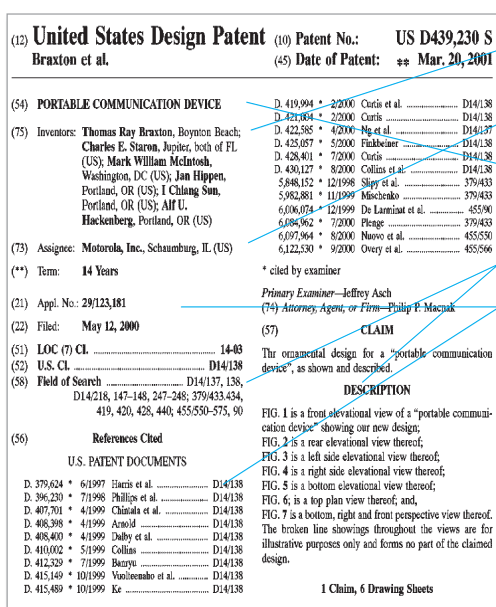 (12) United States Design Patent
Braxton et al.
(10) Patent No.: US D439,230 S
(45) Date of Patent: ** Mar. 20, 2001
(54) PORTABLE COMMUNICATION DEVICE
(75) Inventors: Thomas Ray Braxton, Boynton Beach;
Charles E. Staron, Jupiter, both of FL
(US); Mark William McIntosh,
Washington, DC (US); Jan Hippen,
Portland, OR (US); I Chiang Sun,
Portland, OR (US); Alf U.
Hackenberg, Portland, OR (US)
(73) Assignee: Motorola, Inc., Schaumburg, IL (US)
(**) Term: 14 Years
(21) Appl. No.: 29/123,181
(22) Filed: May 12, 2000
(51) LOC (7) Cl. 14-03
(52) U.S. Cl. D14/138
(58) Field of Search D14/137, 138,
D14/218, 147–148, 247–248; 379/433.434,
419, 420, 428, 440; 455/550–575, 90
(56) References Cited
U.S. PATENT DOCUMENTS
D. 379,624 * 6/1997 Harris et al. D14/138
D. 396,230 * 7/1998 Phillips et al. D14/138
D. 407,701 * 4/1999 Chintala et al. D14/138
D. 408,398 * 4/1999 Arnold D14/138
D. 408,400 * 4/1999 Dalby et al. D14/138
D. 410,002 * 5/1999 Collins D14/138
D. 412,329 * 7/1999 Banryu D14/138
D. 415,149 * 10/1999 Vuolteenaho et al. D14/138
D. 415,489 * 10/1999 Ke D14/138
D. 419,994 * 2/2000 Curtis et al. D14/138
D. 421,004 * 2/2000 Curtis D14/138
D. 422,585 * 4/2000 Ng et al. D14/137
D. 425,057 * 5/2000 Finkbeiner D14/138
D. 428,401 * 7/2000 Curtis D14/138
D. 430,127 * 8/2000 Collins et al. D14/138
5,848,152 * 12/1998 Slipy et al. 379/433
5,982,881 * 11/1999 Mischenko 379/433
6,006,074 * 12/1999 De Larminat et al. 455/90
6,084,962 * 7/2000 Plenge 379/433
6,097,964 * 8/2000 Nuovo et al. 455/550
6,122,530 * 9/2000 Overy et al. 455/566
* cited by examiner
Primary Examiner—Jeffrey Asch
(74) Attorney, Agent, or Firm—Philip P. Macnak
(57) CLAIM
Thr ornamental design for a “portable communication
device”, as shown and described.
DESCRIPTION
FIG. 1 is a front elevational view of a “portable communi-
cation device” showing our new design;
FIG. 2 is a rear elevational view thereof;
FIG. 3 is a left side elevational view thereof;
FIG. 4 is a right side elevational view thereof;
FIG. 5 is a bottom elevational view thereof;
FIG. 6; is a top plan view thereof; and,
FIG. 7 is a bottom, right and front perspective view thereof.
The broken line showings throughout the views are for
illustrative purposes only and forms no part of the claimed
design.
1 Claim, 6 Drawing Sheets